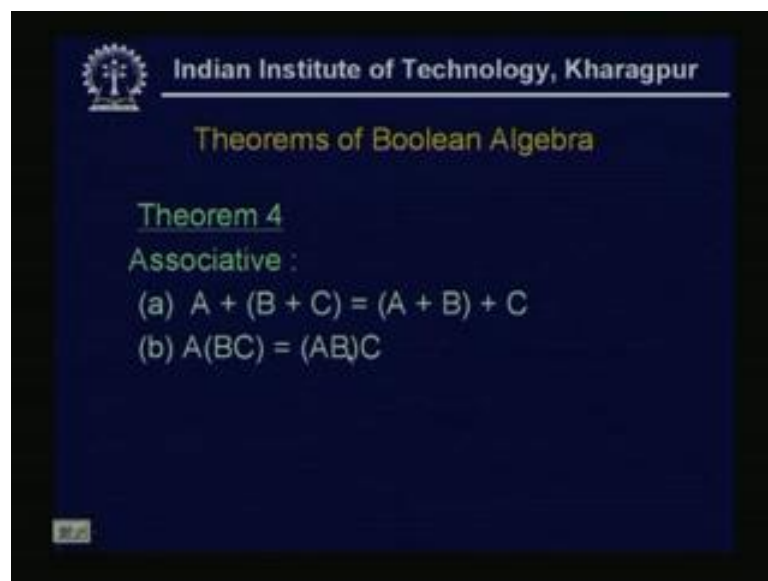 Indian Institute of Technology, Kharagpur
Theorems of Boolean Algebra
Theorem 4
Associative :
(a) A + (B + C) = (A + B) + C
(b) A(BC) = (AB)C